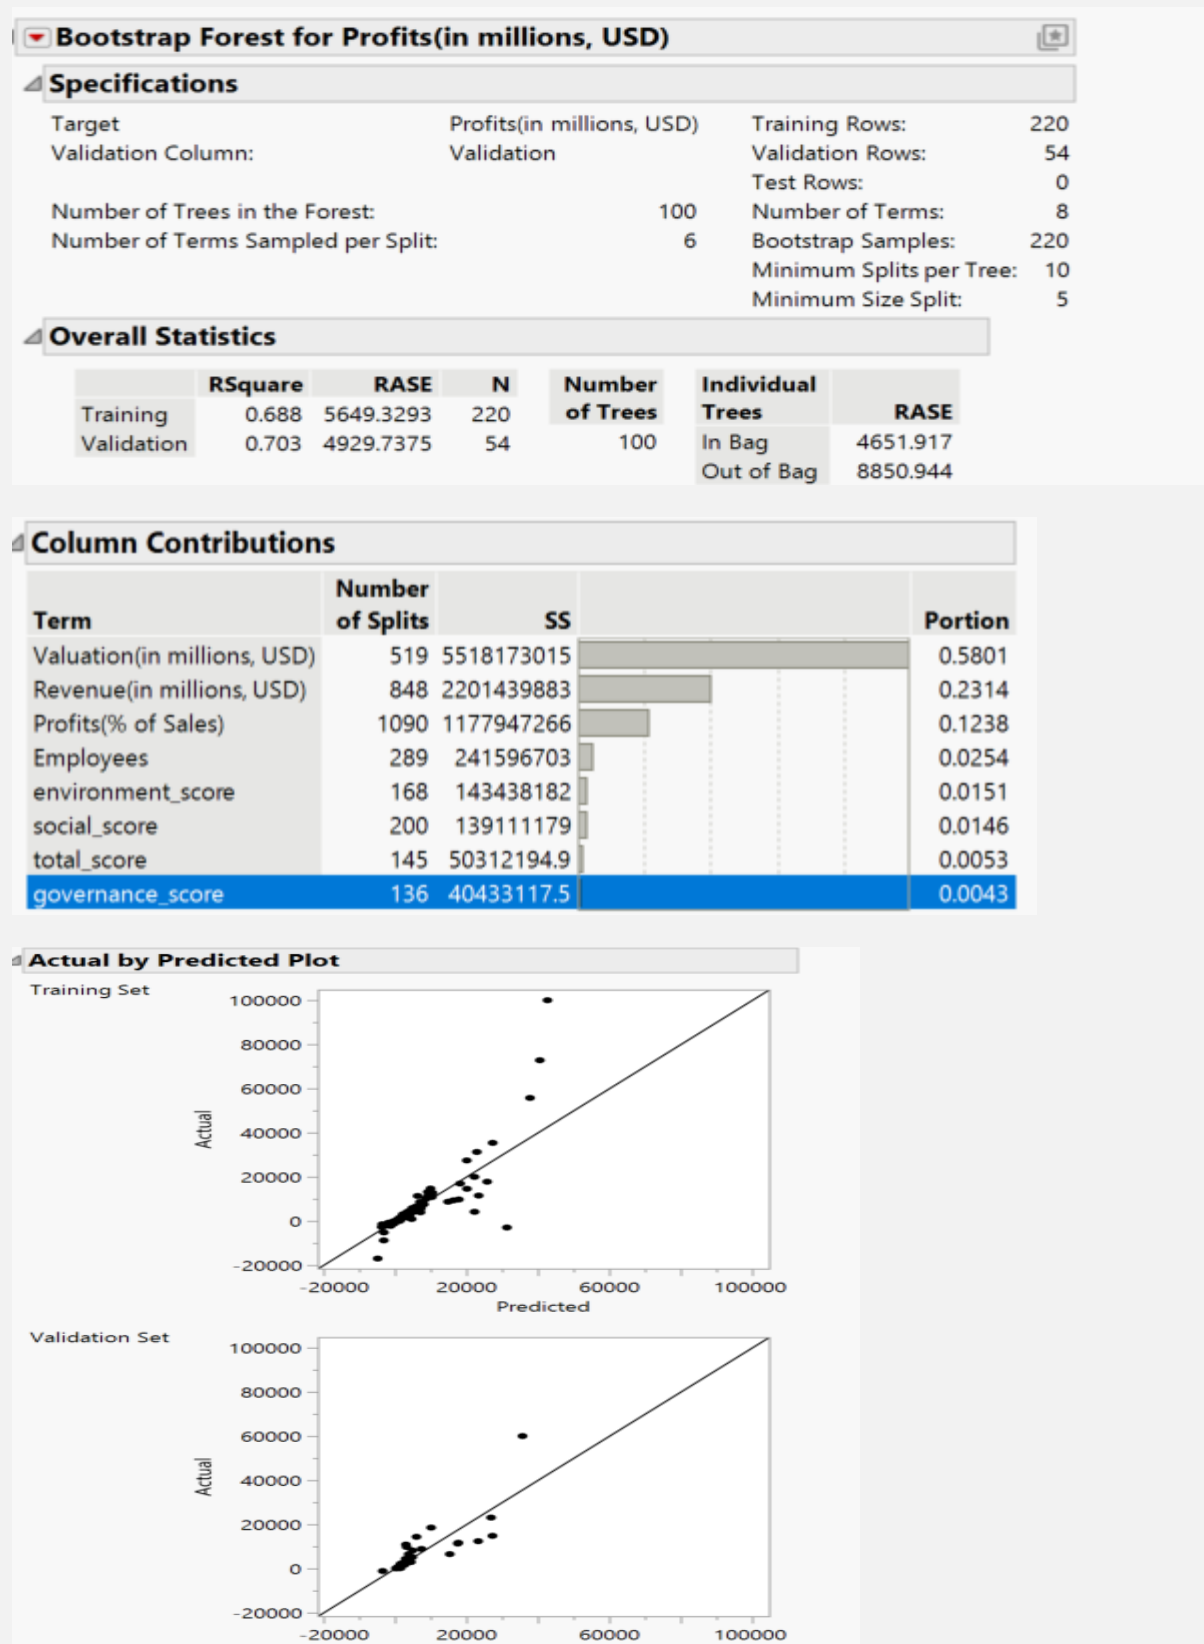 Bootstrap Forest for Profits(in millions, USD)
Specifications
Target Profits(in millions, USD) Training Rows: 220
Validation Column: Validation Validation Rows: 54
Test Rows: 0
Number of Trees in the Forest: 100 Number of Terms: 8
Number of Terms Sampled per Split: 6 Bootstrap Samples: 220
Minimum Splits per Tree: 10
Minimum Size Split: 5
Overall Statistics
RSquare RASE N
Training 0.688 5649.3293 220
Validation 0.703 4929.7375 54
Number
of Trees
100
Individual
Trees RASE
In Bag 4651.917
Out of Bag 8850.944
Column Contributions
Number
Term of Splits SS Portion
Valuation(in millions, USD) 519 5518173015 0.5801
Revenue(in millions, USD) 848 2201439883 0.2314
Profits(% of Sales) 1090 1177947266 0.1238
Employees 289 241596703 0.0254
environment_score 168 143438182 0.0151
social_score 200 139111179 0.0146
total_score 145 50312194.9 0.0053
governance_score 136 40433117.5 0.0043
Actual by Predicted Plot
Training Set
100000
80000
60000
40000
20000
0
-20000
Actual
-20000 20000 60000 100000
Predicted
Validation Set
100000
80000
60000
40000
20000
0
-20000
Actual
-20000 20000 60000 100000